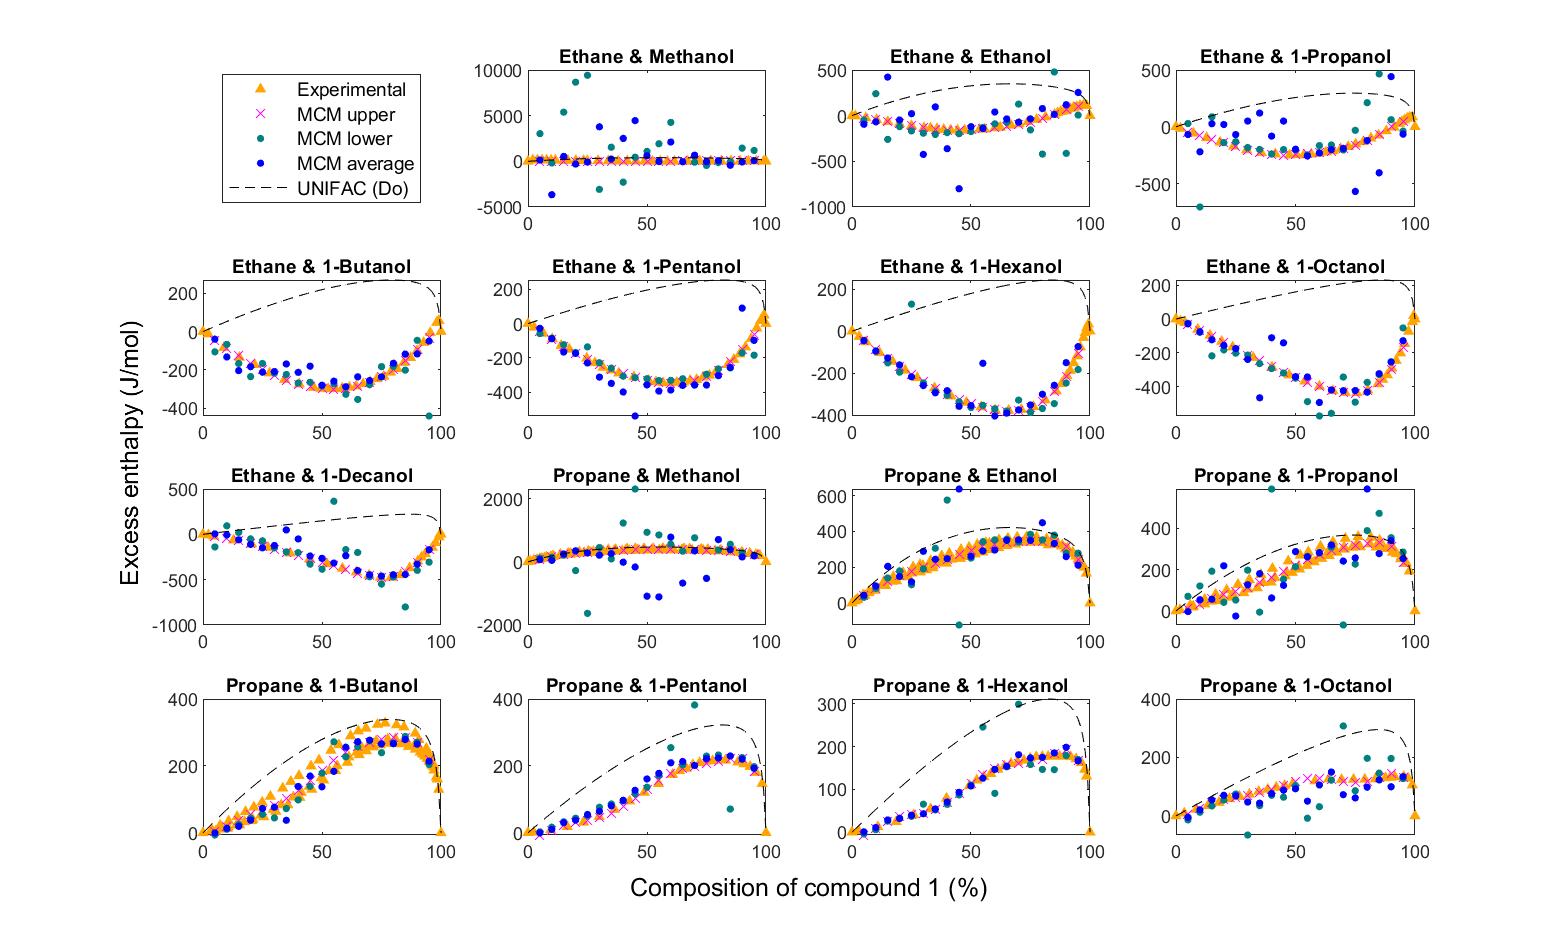 Experimental
MCM upper
MCM lower
MCM average
UNIFAC (Do)
Ethane & Methanol
10000
5000
0
-5000
0 50 100
Ethane & Ethanol
500
0
-500
-1000
0 50 100
Ethane & 1-Propanol
500
0
-500
0 50 100
Ethane & 1-Butanol
200
0
-200
-400
0 50 100
Ethane & 1-Pentanol
200
0
-200
-400
0 50 100
Ethane & 1-Hexanol
200
0
-200
-400
0 50 100
Ethane & 1-Octanol
200
0
-200
-400
0 50 100
Ethane & 1-Decanol
500
0
-500
-1000
0 50 100
Propane & Methanol
2000
0
-2000
0 50 100
Propane & Ethanol
600
400
200
0
0 50 100
Propane & 1-Propanol
400
200
0
0 50 100
Propane & 1-Butanol
400
200
0
0 50 100
Propane & 1-Pentanol
400
200
0
0 50 100
Propane & 1-Hexanol
300
200
100
0
0 50 100
Propane & 1-Octanol
400
200
0
0 50 100
Excess enthalpy (J/mol)
Composition of compound 1 (%)